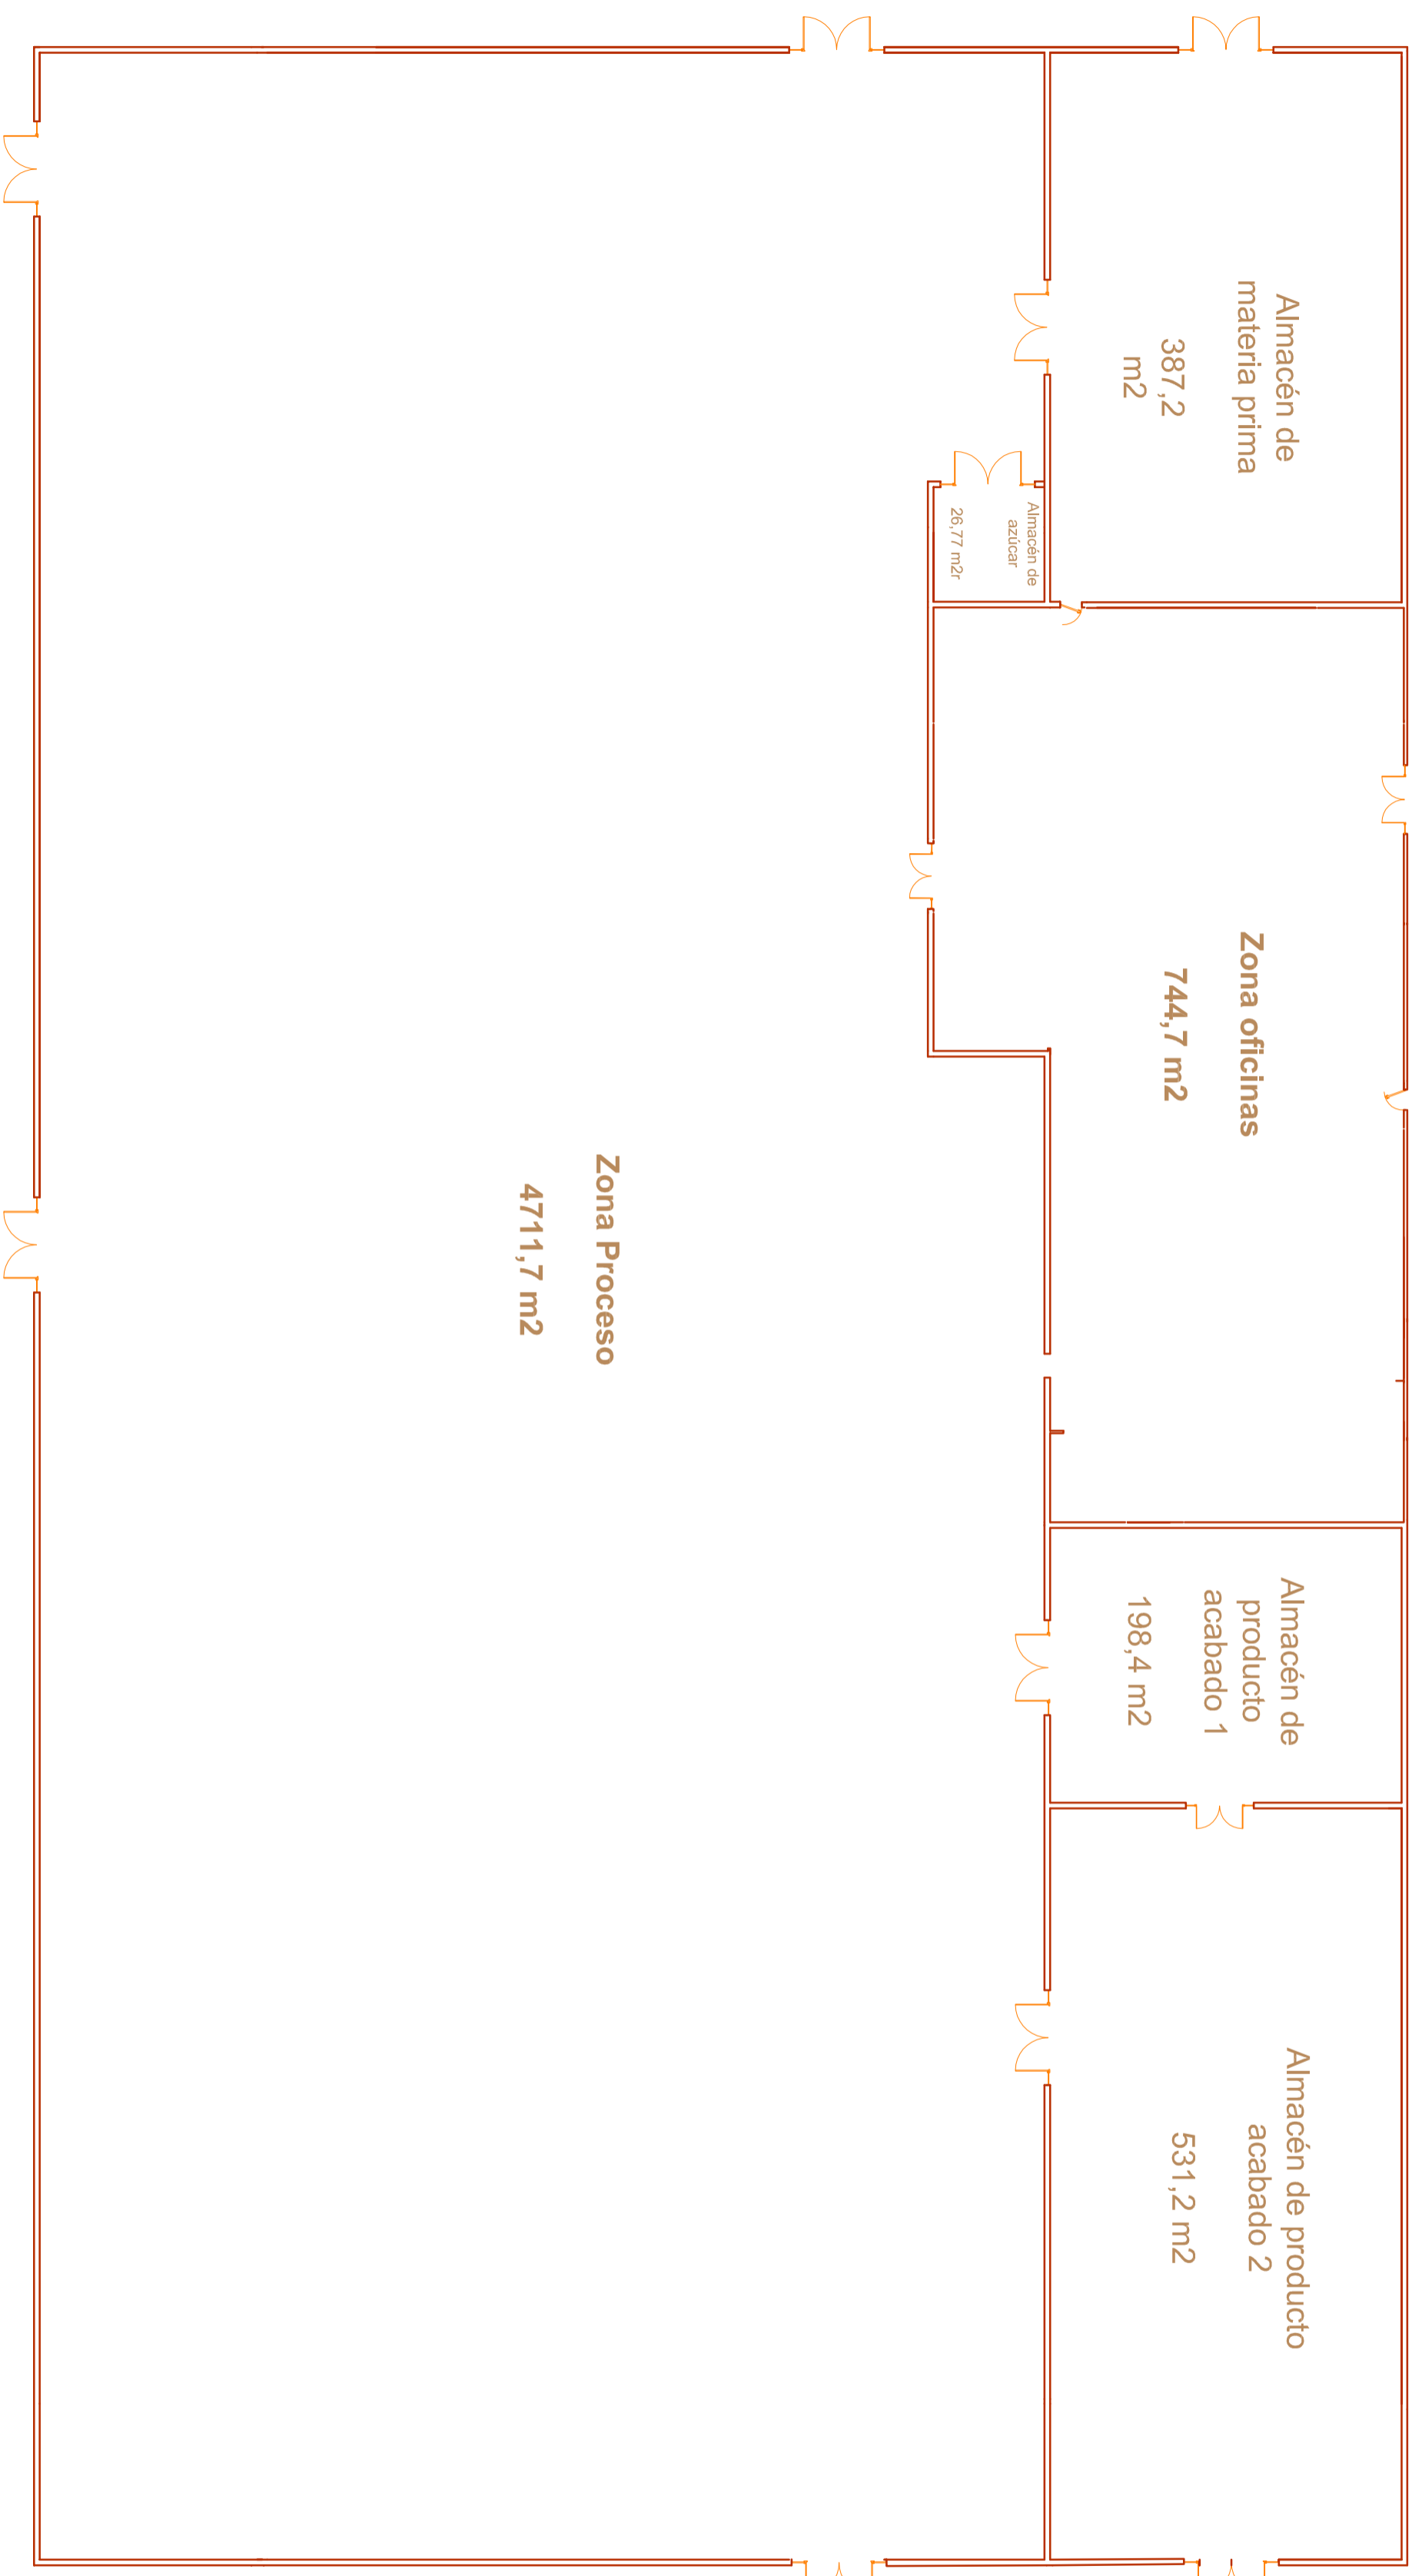 Almacén de
materia prima
387,2
m2
Almacén de
azúcar
26,77 m2r
Zona oficinas
744,7 m2
Zona Proceso
4711,7 m2
Almacén de
producto
acabado 1
198,4 m2
Almacén de producto
acabado 2
531,2 m2